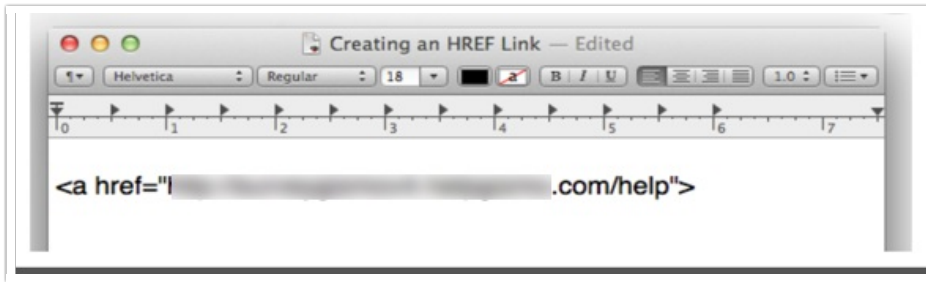 Creating an HREF Link — Edited
¶ Helvetica Regular 18 a B I U 1.0
0 1 2 3 4 5 6 7
<a href="h .com/help">